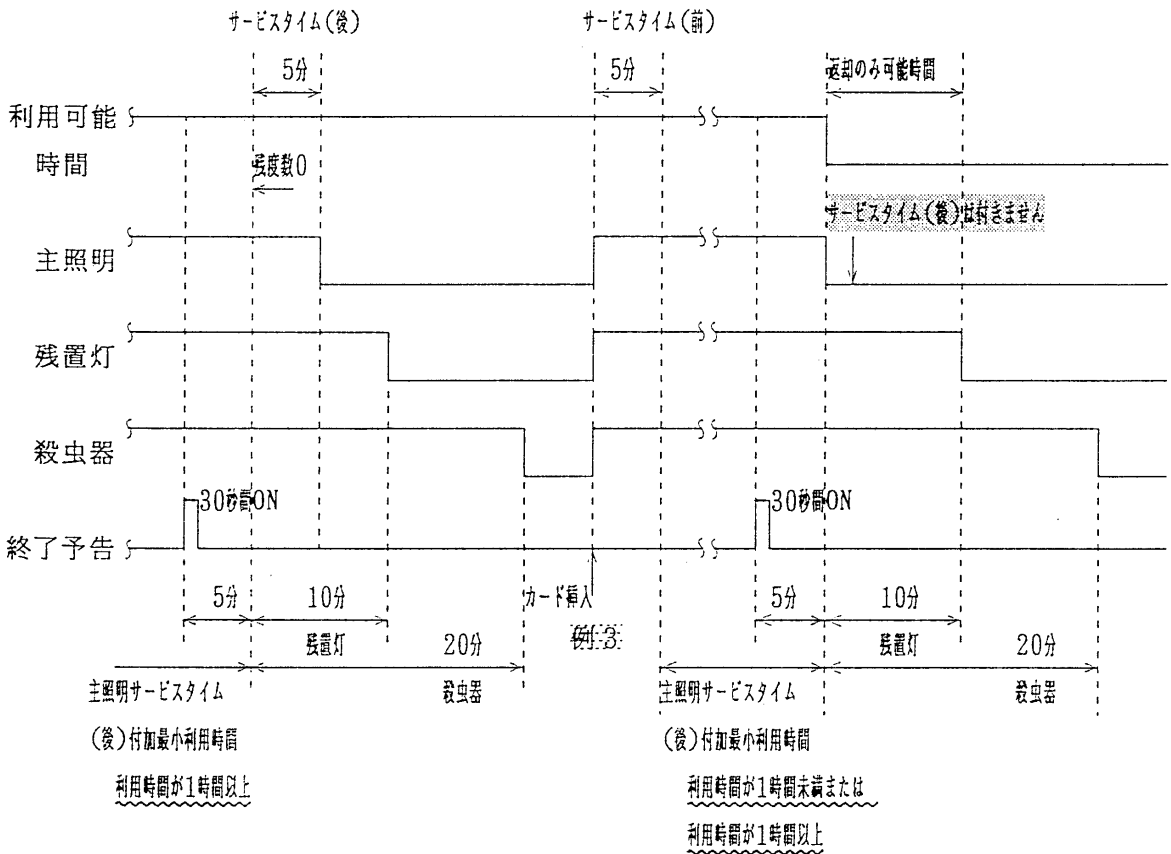 サービスタイム(後)
サービスタイム(前)
5分
5分
返却のみ可能時間
利用可能
時間
残度数0
サービスタイム(後)は付きません
主照明
残置灯
殺虫器
30秒間ON
30秒間ON
終了予告
5分
10分
カード挿入
5分
10分
残置灯
20分
例3
残置灯
20分
主照明サービスタイム
殺虫器
主照明サービスタイム
殺虫器
(後)付加最小利用時間
(後)付加最小利用時間
利用時間が1時間以上
利用時間が1時間未満または
利用時間が1時間以上